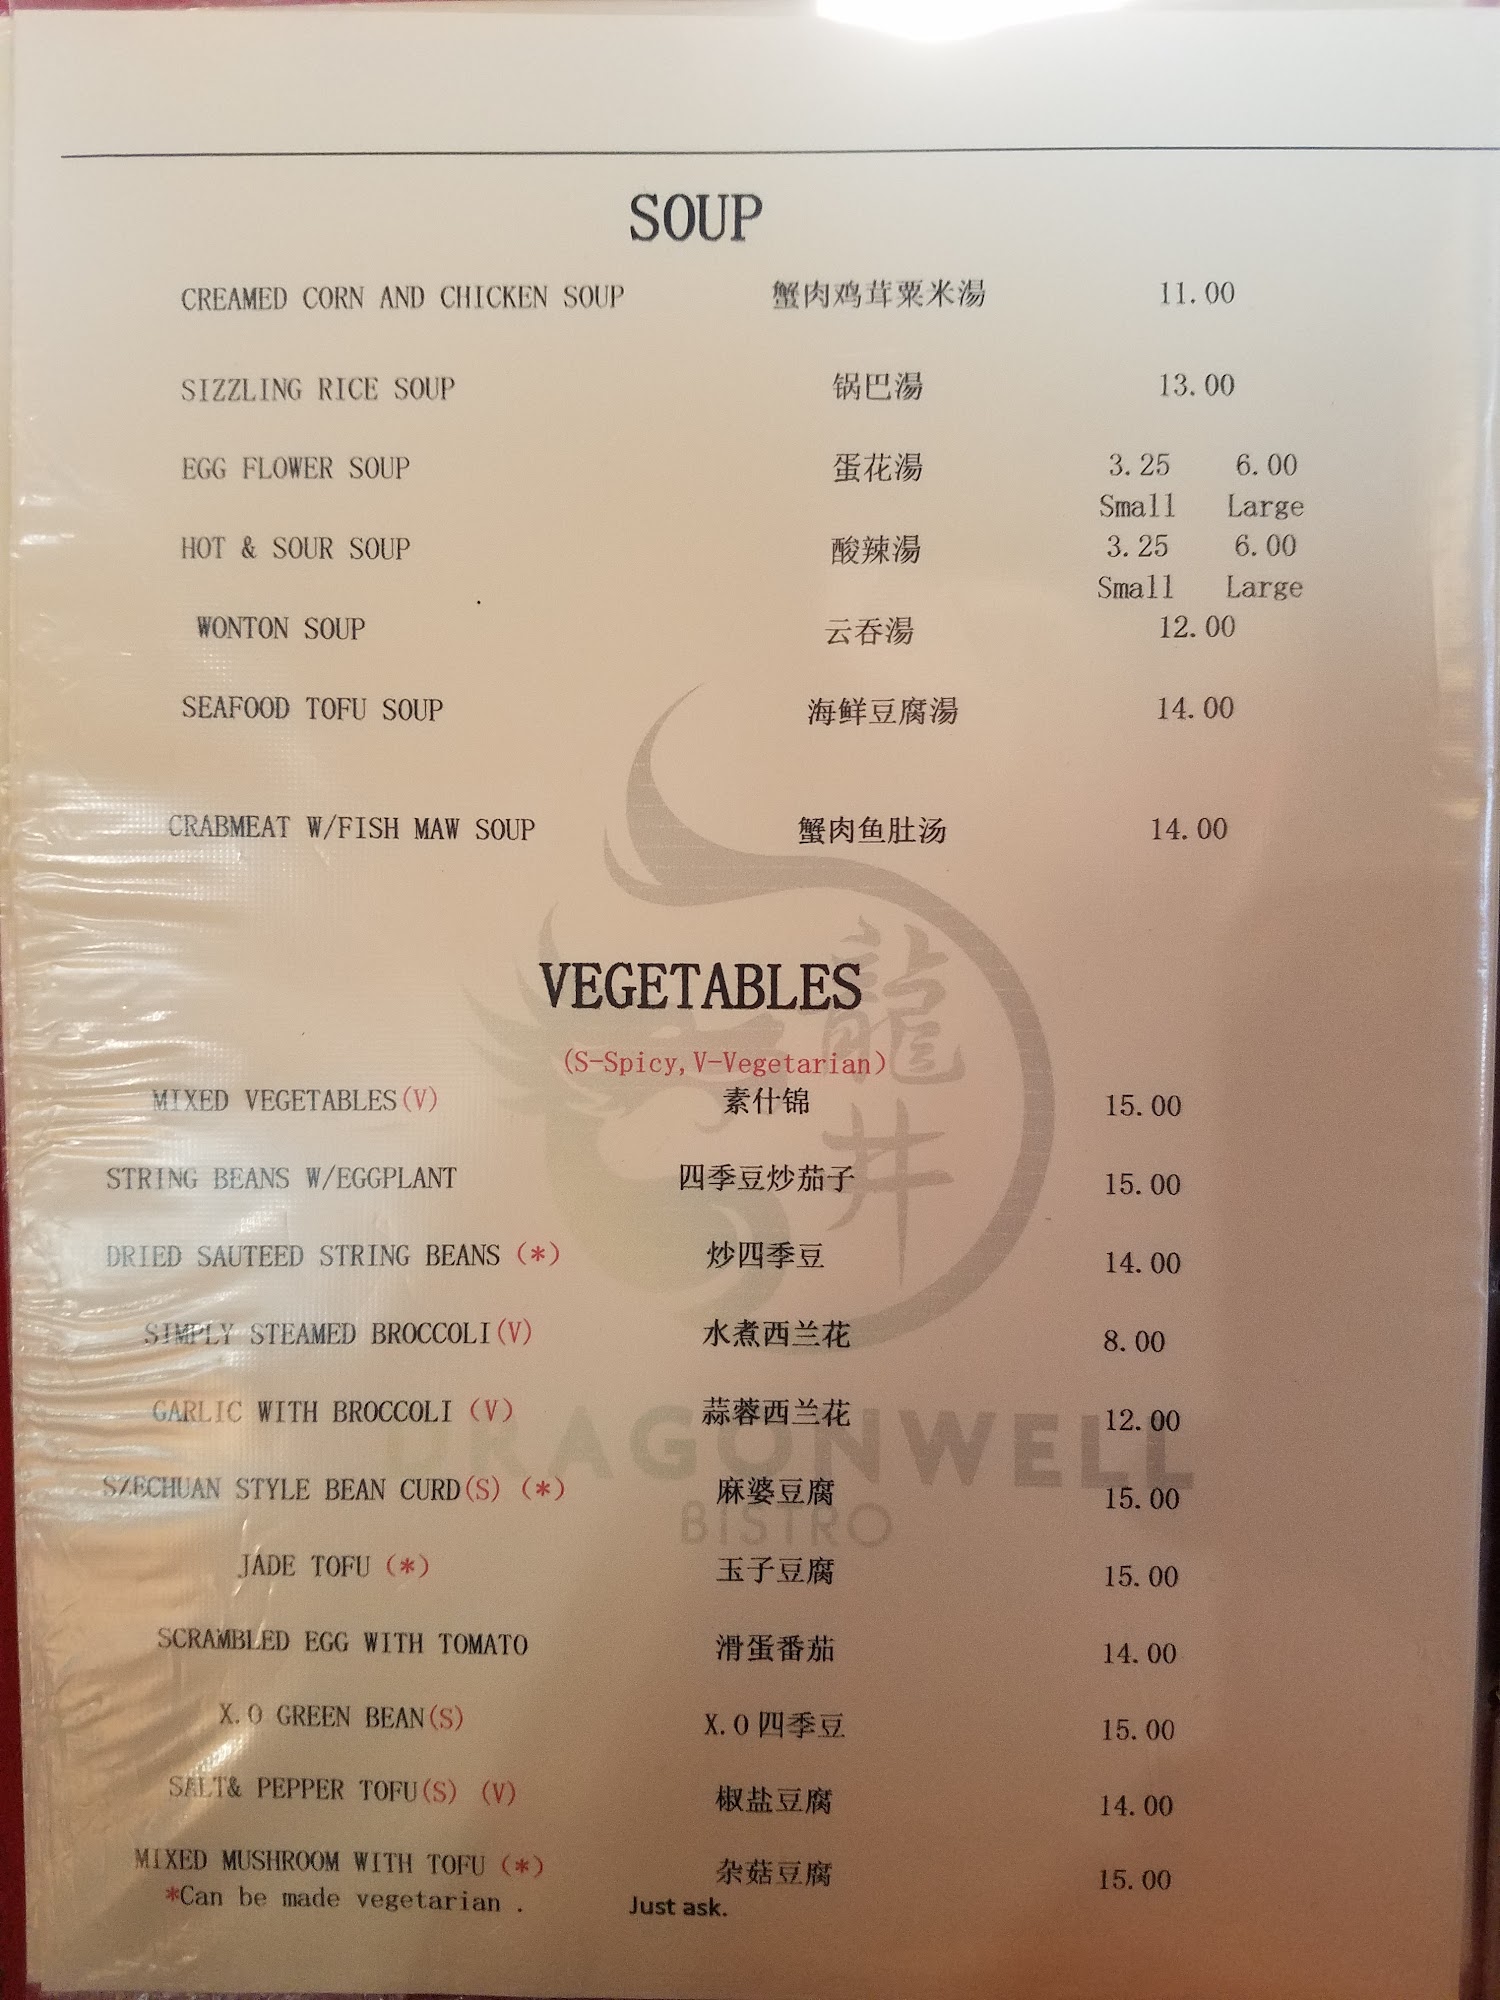 SOUP
CREAMED CORN AND CHICKEN SOUP 蟹肉鸡茸粟米湯 11.00
SIZZLING RICE SOUP 锅巴湯 13.00
EGG FLOWER SOUP 蛋花湯 3.25 6.00
Small Large
HOT & SOUR SOUP 酸辣湯 3.25 6.00
Small Large
WONTON SOUP 云吞湯 12.00
SEAFOOD TOFU SOUP 海鲜豆腐湯 14.00
CRABMEAT W/FISH MAW SOUP 蟹肉鱼肚汤 14.00
龍井
VEGETABLES
(S-Spicy,V-Vegetarian)
MIXED VEGETABLES(V) 素什锦 15.00
STRING BEANS W/EGGPLANT 四季豆炒茄子 15.00
DRIED SAUTEED STRING BEANS (*) 炒四季豆 14.00
SIMPLY STEAMED BROCCOLI(V) 水煮西兰花 8.00
GARLIC WITH BROCCOLI (V) 蒜蓉西兰花 12.00
DRAGONWELL
SZECHUAN STYLE BEAN CURD(S) (*) 麻婆豆腐 15.00
BISTRO
JADE TOFU (*) 玉子豆腐 15.00
SCRAMBLED EGG WITH TOMATO 滑蛋番茄 14.00
X.O GREEN BEAN(S) X.O四季豆 15.00
SALT& PEPPER TOFU(S) (V) 椒盐豆腐 14.00
MIXED MUSHROOM WITH TOFU (*) 杂菇豆腐 15.00
*Can be made vegetarian . Just ask.